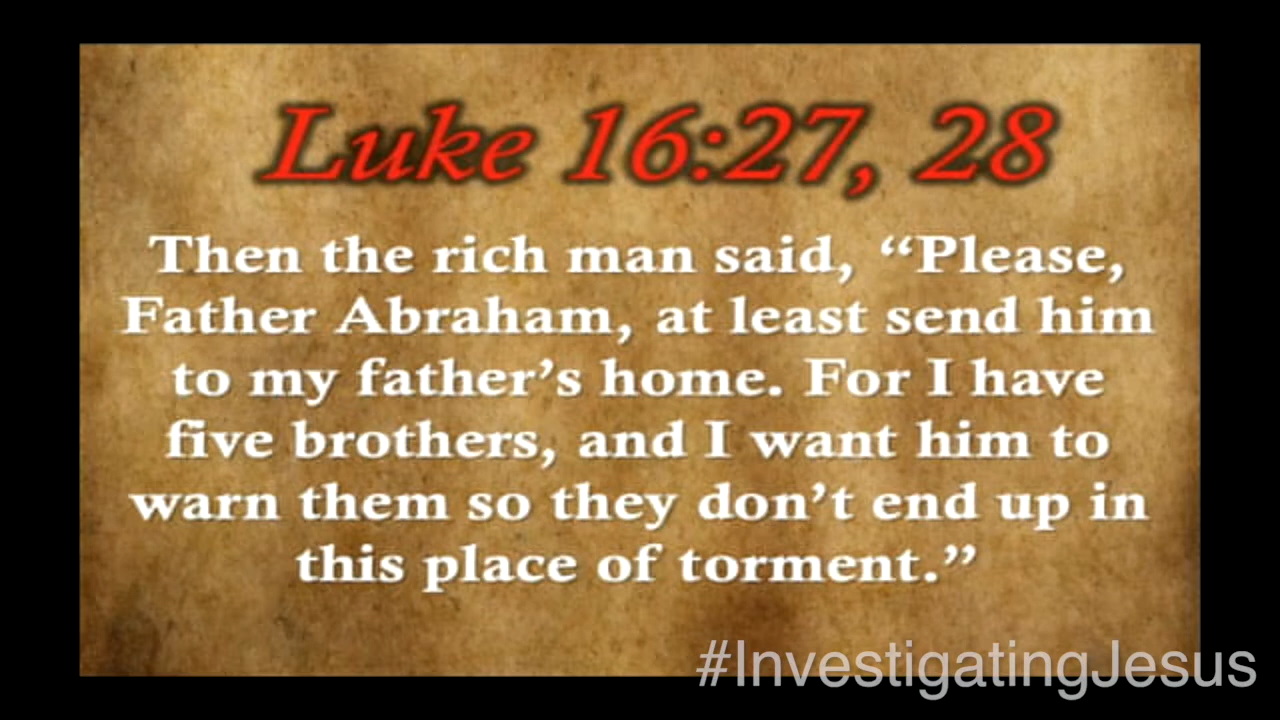 Luke 16:27, 28
Then the rich man said, “Please,
Father Abraham, at least send him
to my father’s home. For I have
five brothers, and I want him to
warn them so they don’t end up in
this place of torment.”
#InvestigatingJesus